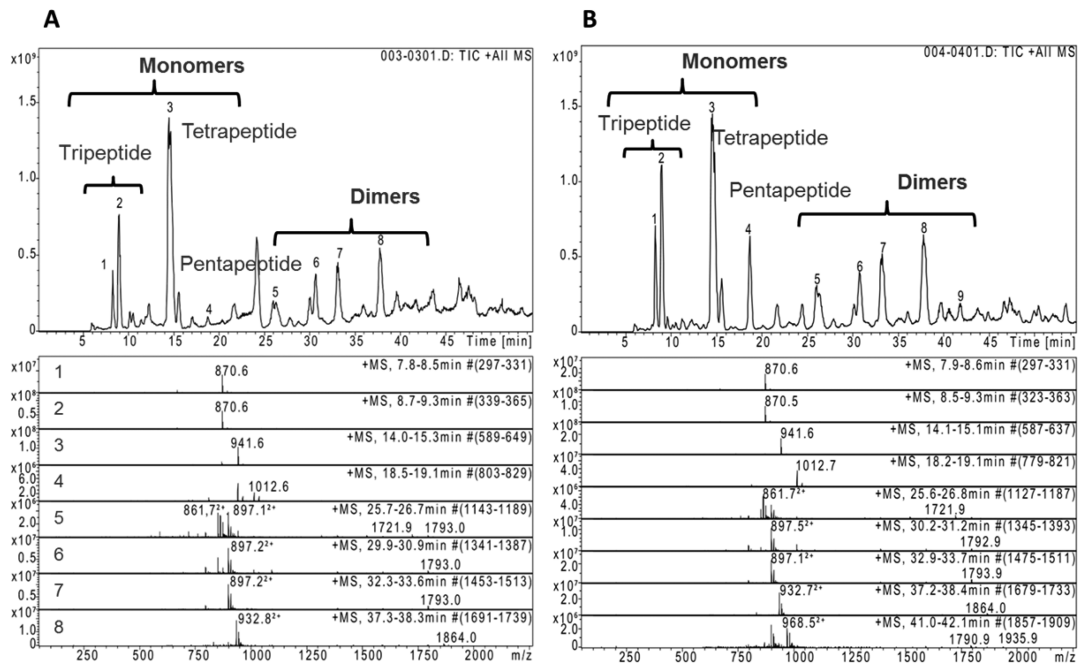 A
x10⁹
003-0301.D: TIC +All MS
Monomers
1.5
3
Tetrapeptide
Tripeptide
1.0
2
Dimers
0.5
1
Pentapeptide
4
5
6
7
8
0
5 10 15 20 25 30 35 40 45 Time [min]
x10⁷
1
870.6
+MS, 7.8-8.5min #(297-331)
x10⁸
2
0.5
870.6
+MS, 8.7-9.3min #(339-365)
x10⁸
3
1.0
941.6
+MS, 14.0-15.3min #(589-649)
x10⁶
4
6.0
4.0
2.0
1012.6
+MS, 18.5-19.1min #(803-829)
5
2.0
861.7²⁺ 897.1²⁺
+MS, 25.7-26.7min #(1143-1189)
1721.9 1793.0
x10⁷
6
0.5
897.2²⁺
+MS, 29.9-30.9min #(1341-1387)
1793.0
x10⁷
7
0.5
897.2²⁺
+MS, 32.3-33.6min #(1453-1513)
1793.0
x10⁷
8
1.0
932.8²⁺
+MS, 37.3-38.3min #(1691-1739)
1864.0
250 500 750 1000 1250 1500 1750 2000 m/z
B
x10⁹
004-0401.D: TIC +All MS
Monomers
1.5
3
Tripeptide
Tetrapeptide
1.0
2
Pentapeptide
Dimers
0.5
1
4
5
6
7
8
9
0
5 10 15 20 25 30 35 40 45 Time [min]
x10⁷
2.0
870.6
+MS, 7.9-8.6min #(297-331)
x10⁸
1.0
870.5
+MS, 8.5-9.3min #(323-363)
x10⁸
2.0
941.6
+MS, 14.1-15.1min #(587-637)
x10⁷
4.0
1012.7
+MS, 18.2-19.1min #(779-821)
x10⁶
4.0
861.7²⁺
+MS, 25.6-26.8min #(1127-1187)
1721.9
x10⁷
1.0
897.5²⁺
+MS, 30.2-31.2min #(1345-1393)
1792.9
x10⁷
2.0
897.1²⁺
+MS, 32.9-33.7min #(1475-1511)
1793.9
x10⁷
2.0
932.7²⁺
+MS, 37.2-38.4min #(1679-1733)
1864.0
x10⁶
2.0
968.5²⁺
+MS, 41.0-42.1min #(1857-1909)
1790.9 1935.9
250 500 750 1000 1250 1500 1750 2000 m/z